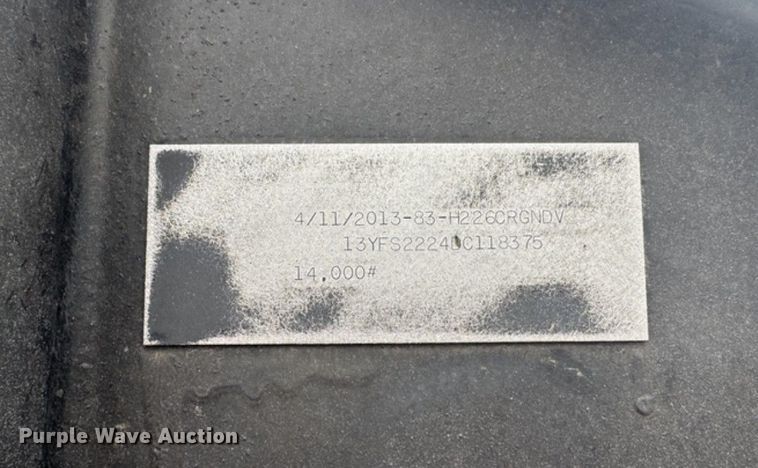 4/11/2013-83-H226CRGNDV
13YFS2224DC118375
14,000#
Purple Wave Auction